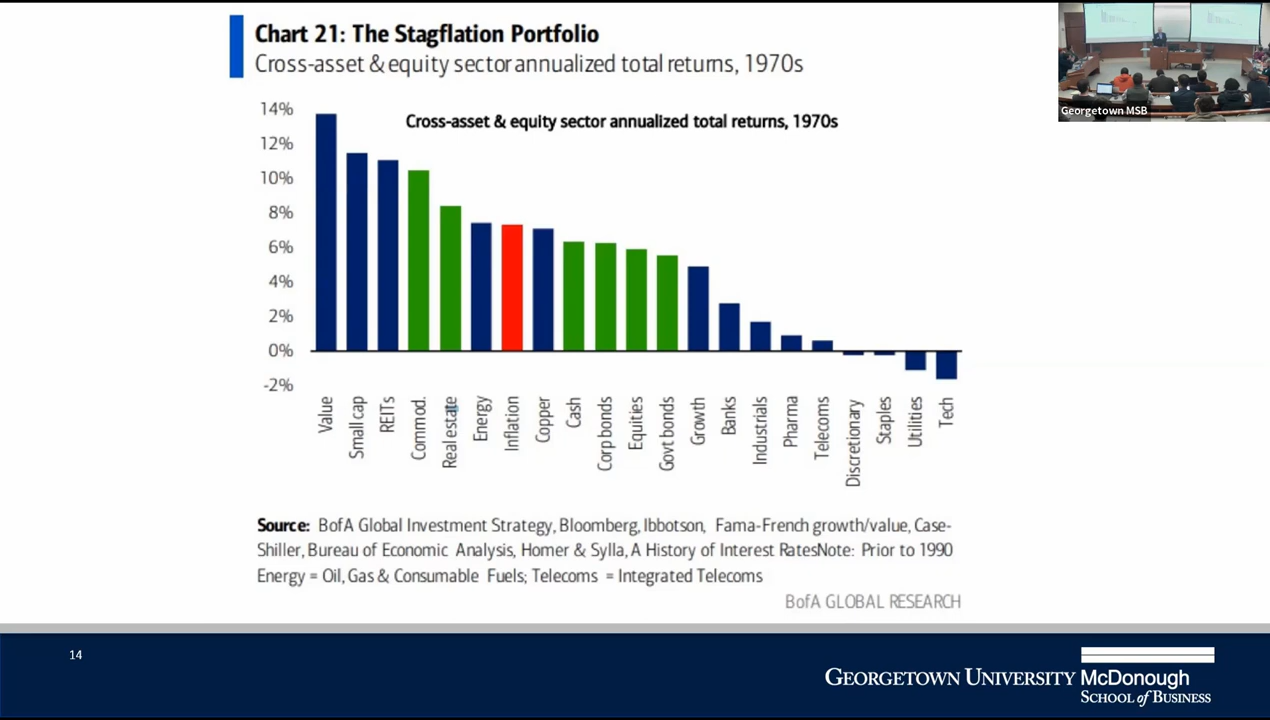 Chart 21: The Stagflation Portfolio
Cross-asset & equity sector annualized total returns, 1970s
Georgetown MSB
Cross-asset & equity sector annualized total returns, 1970s
14%
12%
10%
8%
6%
4%
2%
0%
-2%
Value
Small cap
REITs
Commod.
Real estate
Energy
Inflation
Copper
Cash
Corp bonds
Equities
Govt bonds
Growth
Banks
Industrials
Pharma
Telecoms
Discretionary
Staples
Utilities
Tech
Source: BofA Global Investment Strategy, Bloomberg, Ibbotson, Fama-French growth/value, Case-
Shiller, Bureau of Economic Analysis, Homer & Sylla, A History of Interest RatesNote: Prior to 1990
Energy = Oil, Gas & Consumable Fuels; Telecoms = Integrated Telecoms
BofA GLOBAL RESEARCH
14
GEORGETOWN UNIVERSITY McDonough
SCHOOL of BUSINESS